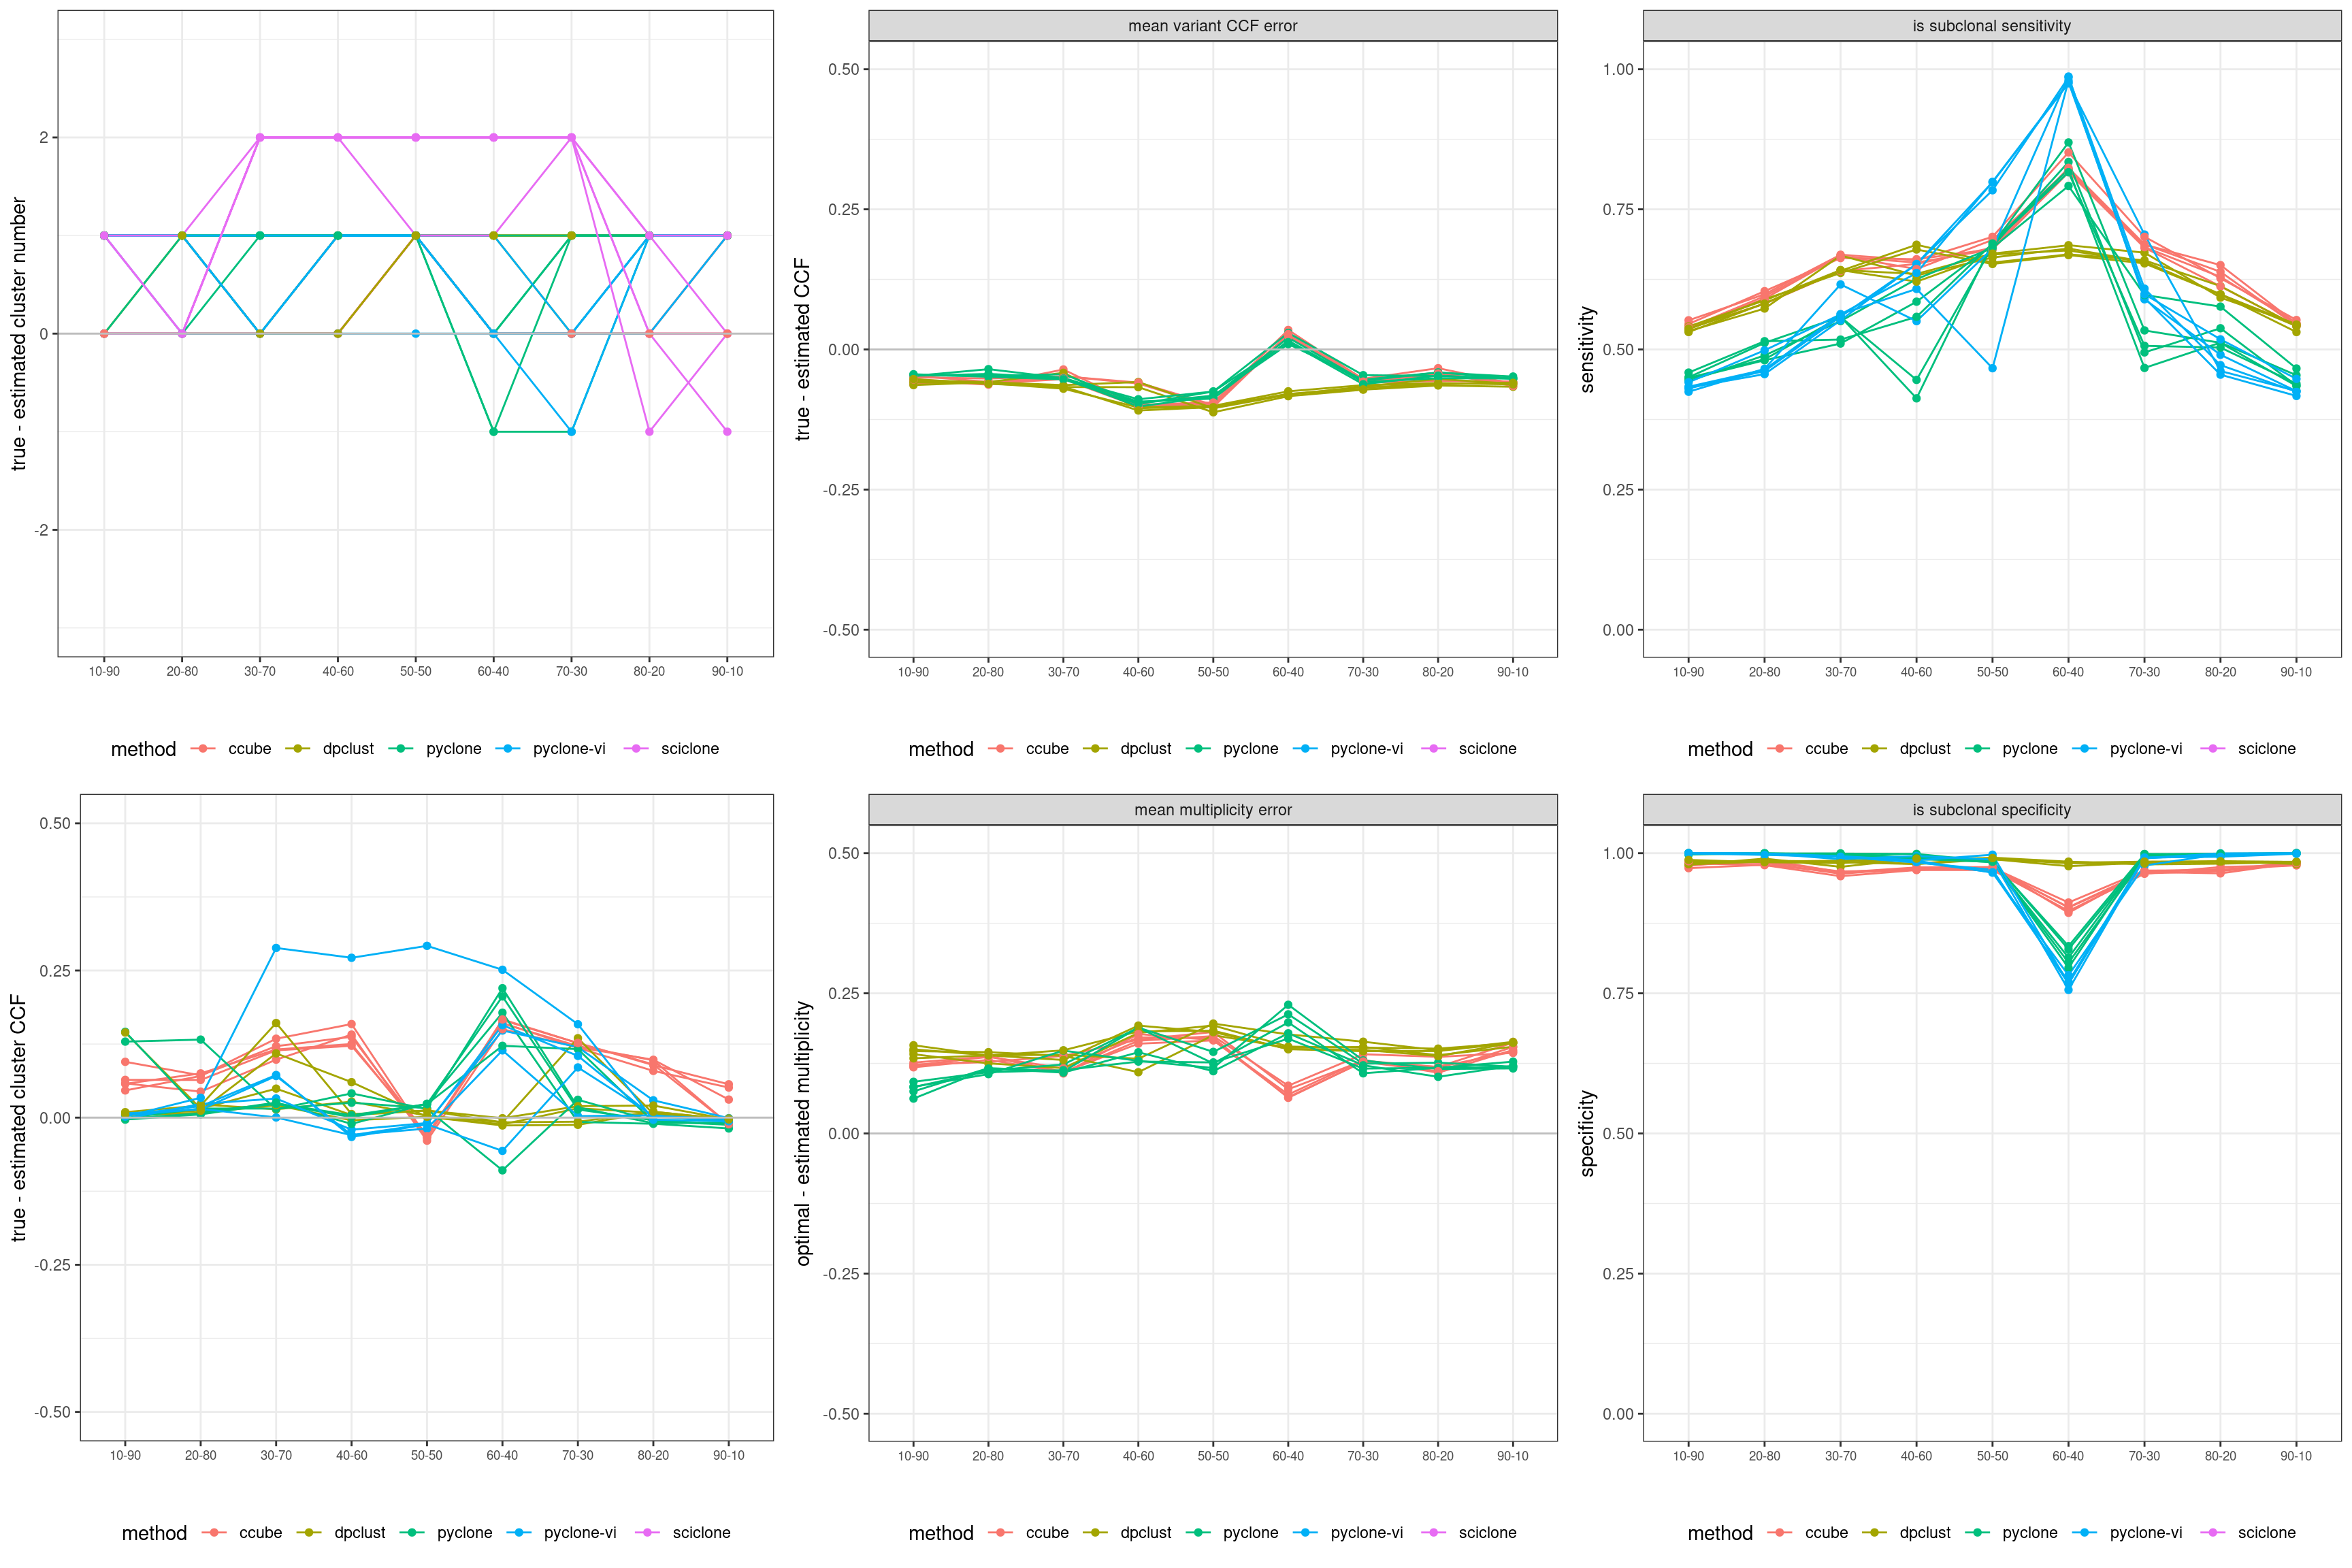 true - estimated cluster number
2
0
-2
10-90 20-80 30-70 40-60 50-50 60-40 70-30 80-20 90-10
method ccube dpclust pyclone pyclone-vi sciclone
mean variant CCF error
true - estimated CCF
0.50
0.25
0.00
-0.25
-0.50
10-90 20-80 30-70 40-60 50-50 60-40 70-30 80-20 90-10
method ccube dpclust pyclone pyclone-vi sciclone
is subclonal sensitivity
sensitivity
1.00
0.75
0.50
0.25
0.00
10-90 20-80 30-70 40-60 50-50 60-40 70-30 80-20 90-10
method ccube dpclust pyclone pyclone-vi sciclone
true - estimated cluster CCF
0.50
0.25
0.00
-0.25
-0.50
10-90 20-80 30-70 40-60 50-50 60-40 70-30 80-20 90-10
method ccube dpclust pyclone pyclone-vi sciclone
mean multiplicity error
optimal - estimated multiplicity
0.50
0.25
0.00
-0.25
-0.50
10-90 20-80 30-70 40-60 50-50 60-40 70-30 80-20 90-10
method ccube dpclust pyclone pyclone-vi sciclone
is subclonal specificity
specificity
1.00
0.75
0.50
0.25
0.00
10-90 20-80 30-70 40-60 50-50 60-40 70-30 80-20 90-10
method ccube dpclust pyclone pyclone-vi sciclone